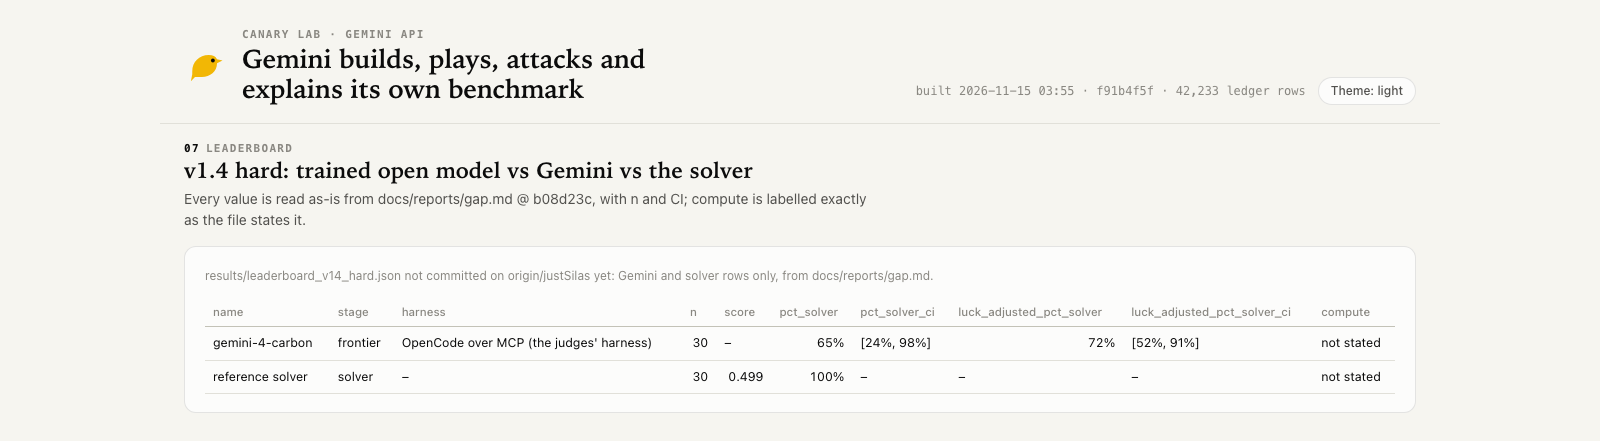 CANARY LAB · GEMINI API
Gemini builds, plays, attacks and
explains its own benchmark
built 2026-11-15 03:55 · f91b4f5f · 42,233 ledger rows
Theme: light
07 LEADERBOARD
v1.4 hard: trained open model vs Gemini vs the solver
Every value is read as-is from docs/reports/gap.md @ b08d23c, with n and CI; compute is labelled exactly
as the file states it.
results/leaderboard_v14_hard.json not committed on origin/justSilas yet: Gemini and solver rows only, from docs/reports/gap.md.
name stage harness n score pct_solver pct_solver_ci luck_adjusted_pct_solver luck_adjusted_pct_solver_ci compute
gemini-4-carbon frontier OpenCode over MCP (the judges' harness) 30 – 65% [24%, 98%] 72% [52%, 91%] not stated
reference solver solver – 30 0.499 100% – – – not stated